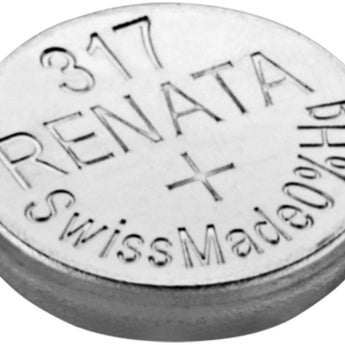 317
RENATA
+
SwissMade0%Hg